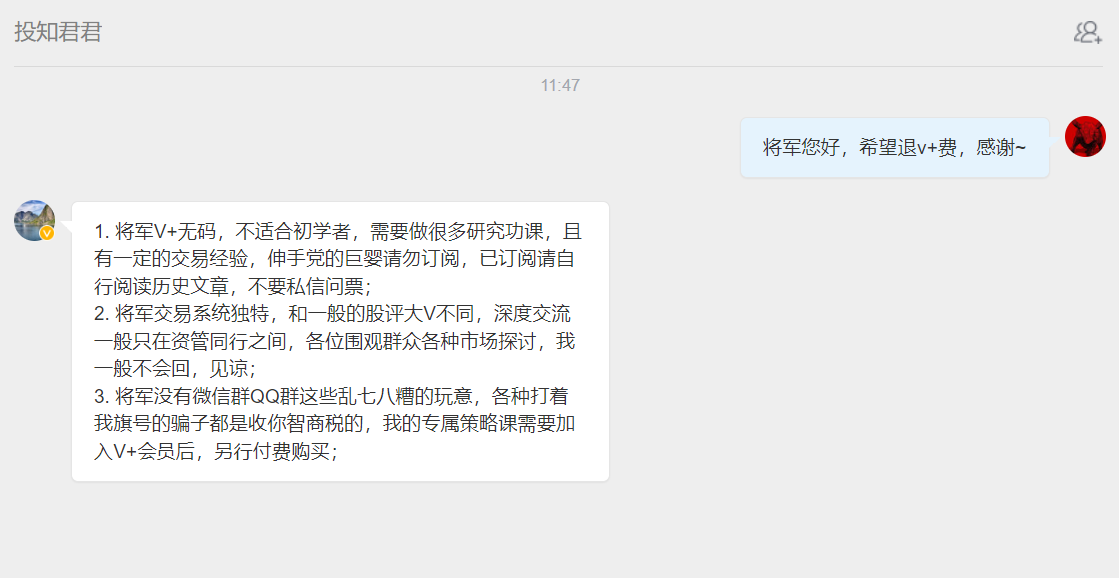 投知君君
11:47
将军您好，希望退v+费，感谢~
1. 将军V+无码，不适合初学者，需要做很多研究功课，且
有一定的交易经验，伸手党的巨婴请勿订阅，已订阅请自
行阅读历史文章，不要私信问票；
2. 将军交易系统独特，和一般的股评大V不同，深度交流
一般只在资管同行之间，各位围观群众各种市场探讨，我
一般不会回，见谅；
3. 将军没有微信群QQ群这些乱七八糟的玩意，各种打着
我旗号的骗子都是收你智商税的，我的专属策略课需要加
入V+会员后，另行付费购买；